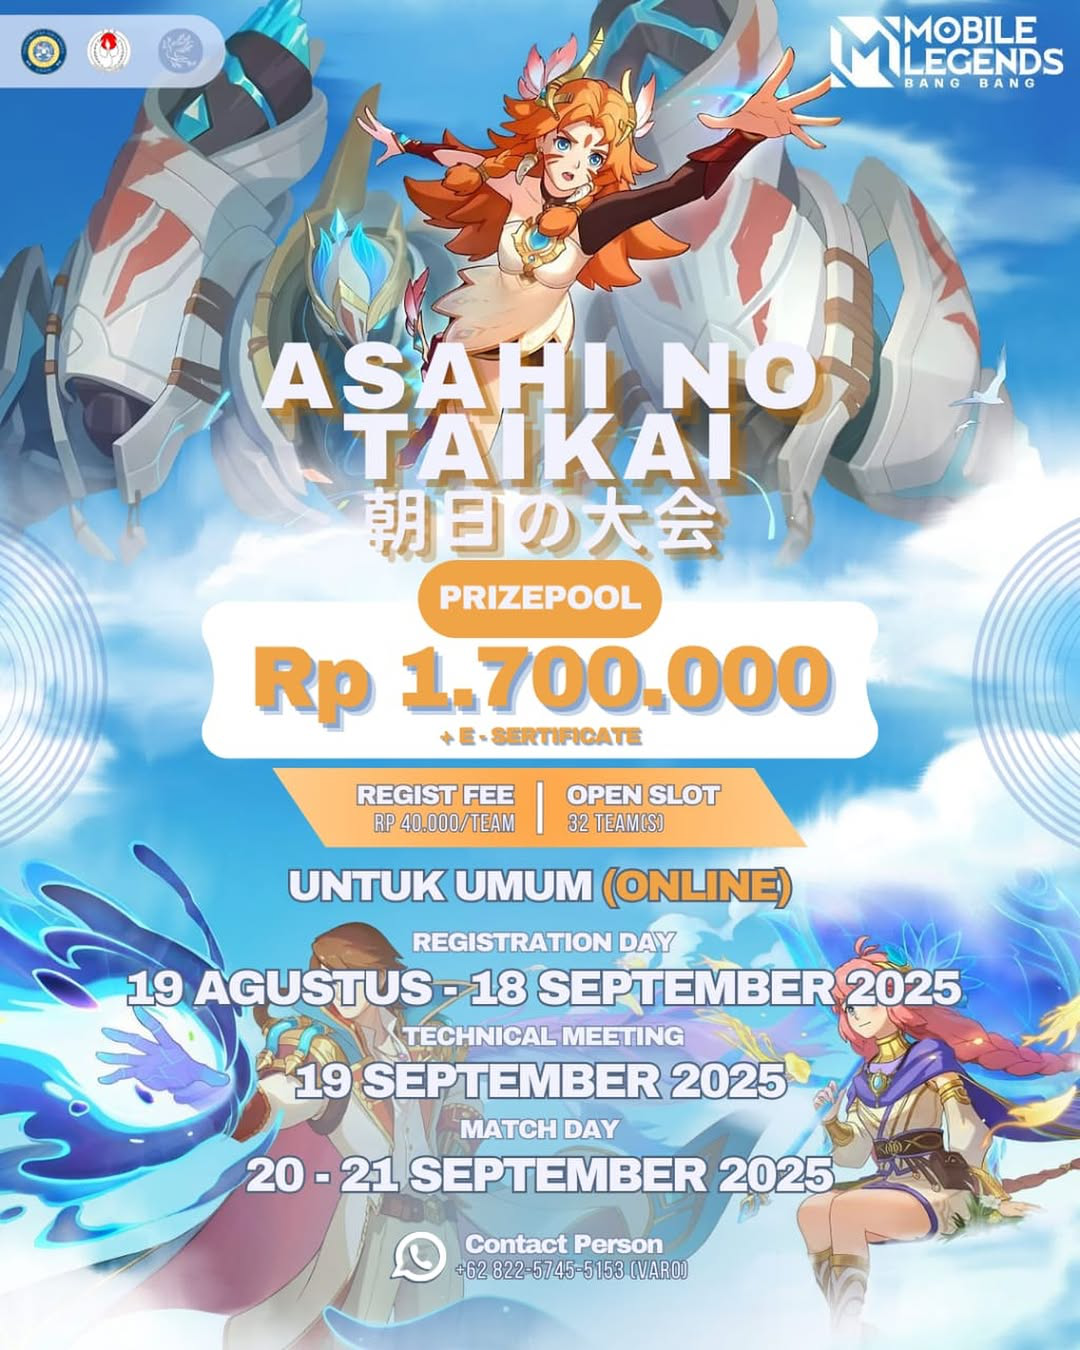 MOBILE
LEGENDS
BANG BANG
ASAHI NO
TAIKAI
朝日の大会
PRIZEPOOL
Rp 1.700.000
+ E - SERTIFICATE
REGIST FEE
RP 40.000/TEAM
OPEN SLOT
32 TEAM(S)
UNTUK UMUM (ONLINE)
REGISTRATION DAY
19 AGUSTUS - 18 SEPTEMBER 2025
TECHNICAL MEETING
19 SEPTEMBER 2025
MATCH DAY
20 - 21 SEPTEMBER 2025
Contact Person
+62 822-5745-5153 (VARO)